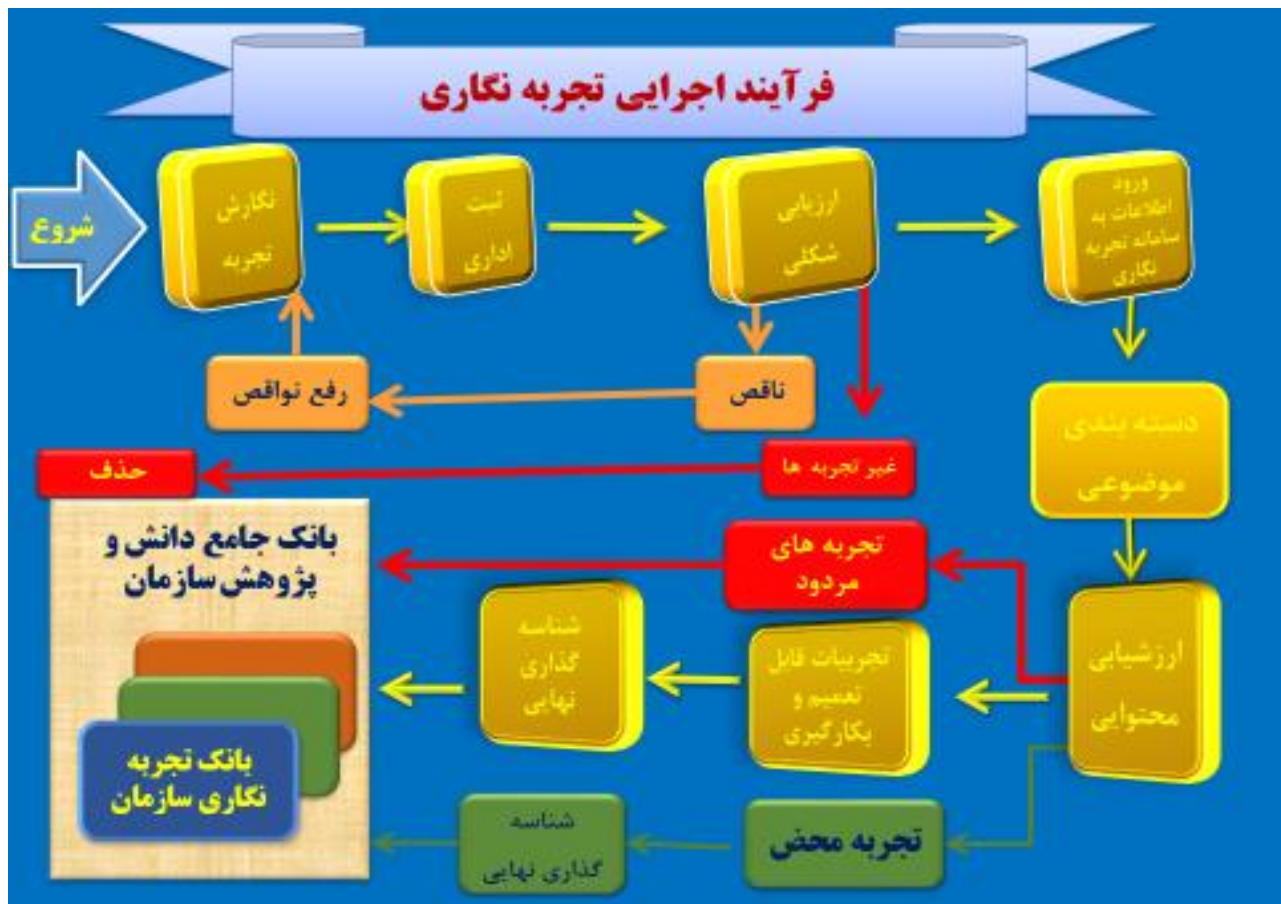 فرآیند اجرایی تجربه نگاری
شروع
نگارش
تجربه
ثبت
اداری
ارزیابی
شکلی
ورود
اطلاعات به
سامانه تجربه
نگاری
رفع نواقص
ناقص
دسته بندی
موضوعی
غیر تجربه ها
حذف
تجربه های
مردود
ارزشیابی
محتوایی
تجربیات قابل
تعمیم و
بکارگیری
شناسه
گذاری
نهایی
بانک جامع دانش و
پژوهش سازمان
بانک تجربه
نگاری سازمان
تجربه محض
شناسه
گذاری نهایی